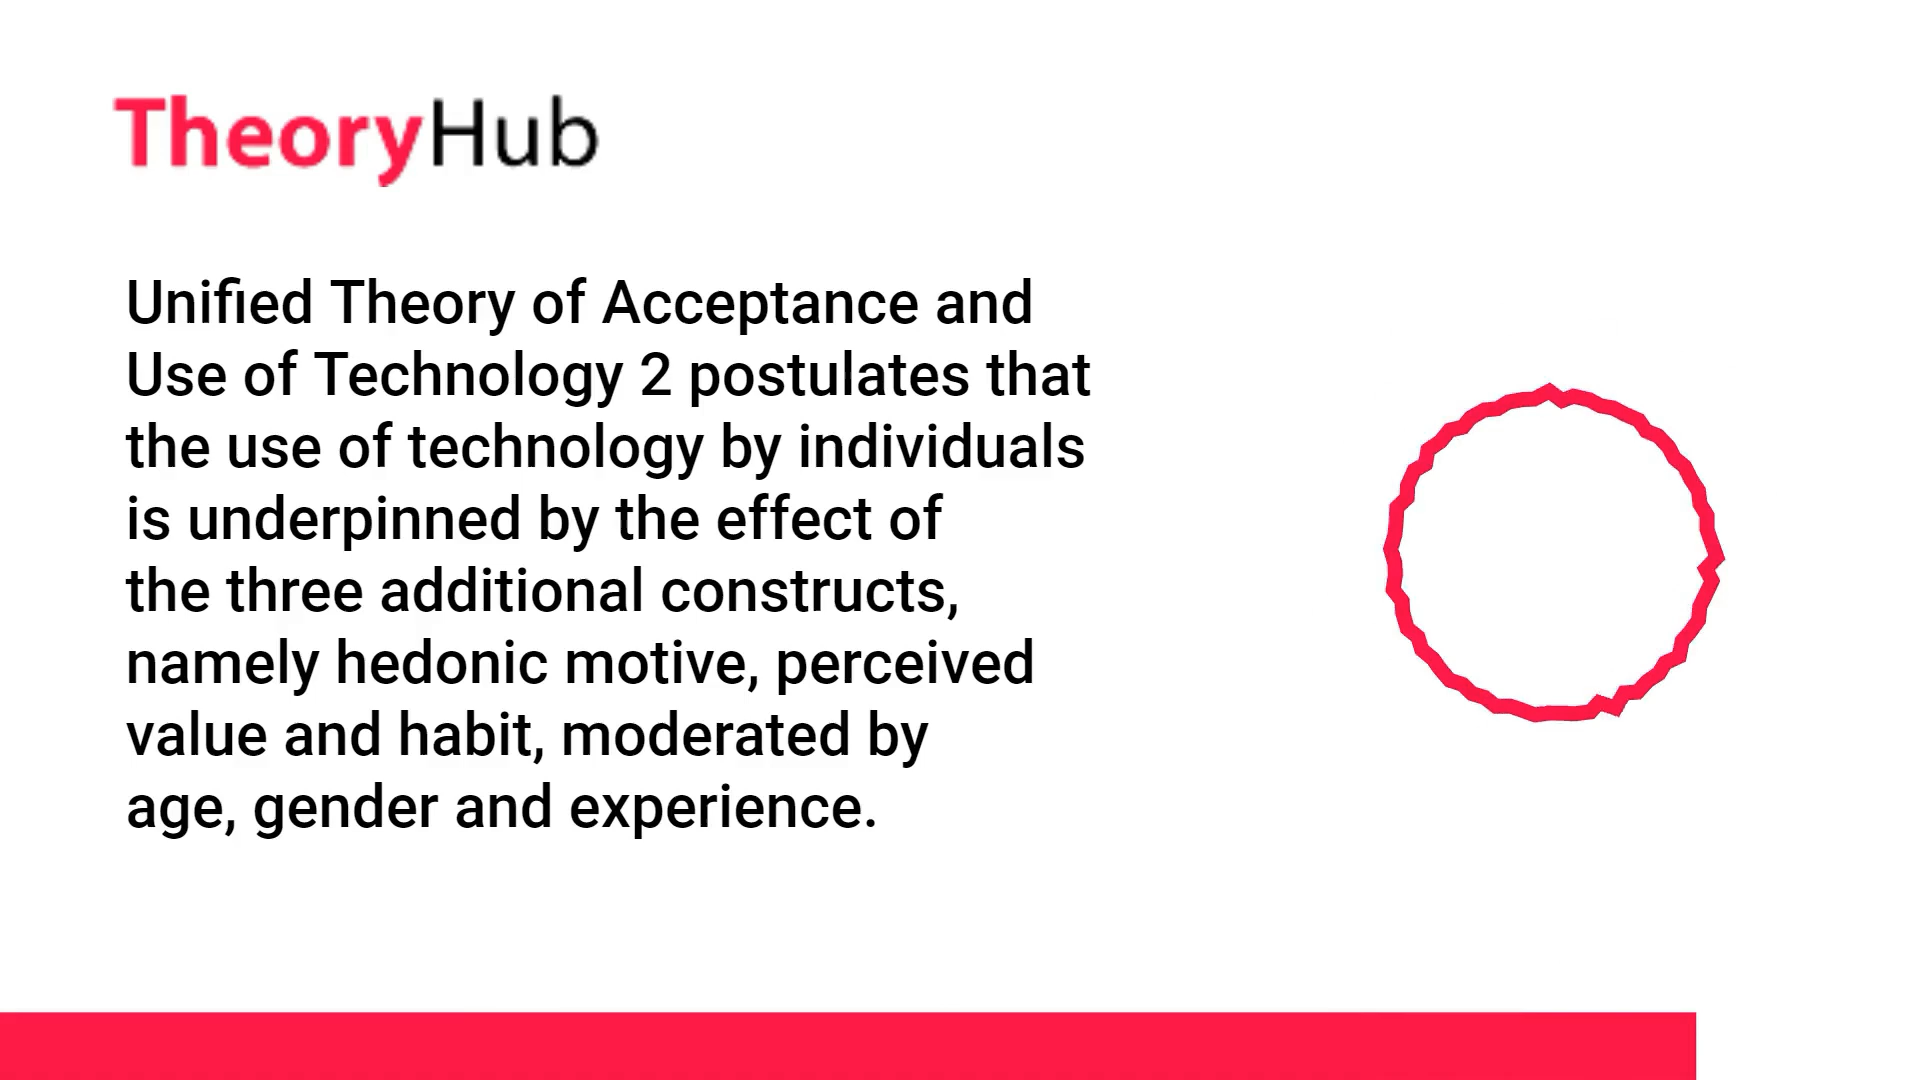 TheoryHub
Unified Theory of Acceptance and
Use of Technology 2 postulates that
the use of technology by individuals
is underpinned by the effect of
the three additional constructs,
namely hedonic motive, perceived
value and habit, moderated by
age, gender and experience.